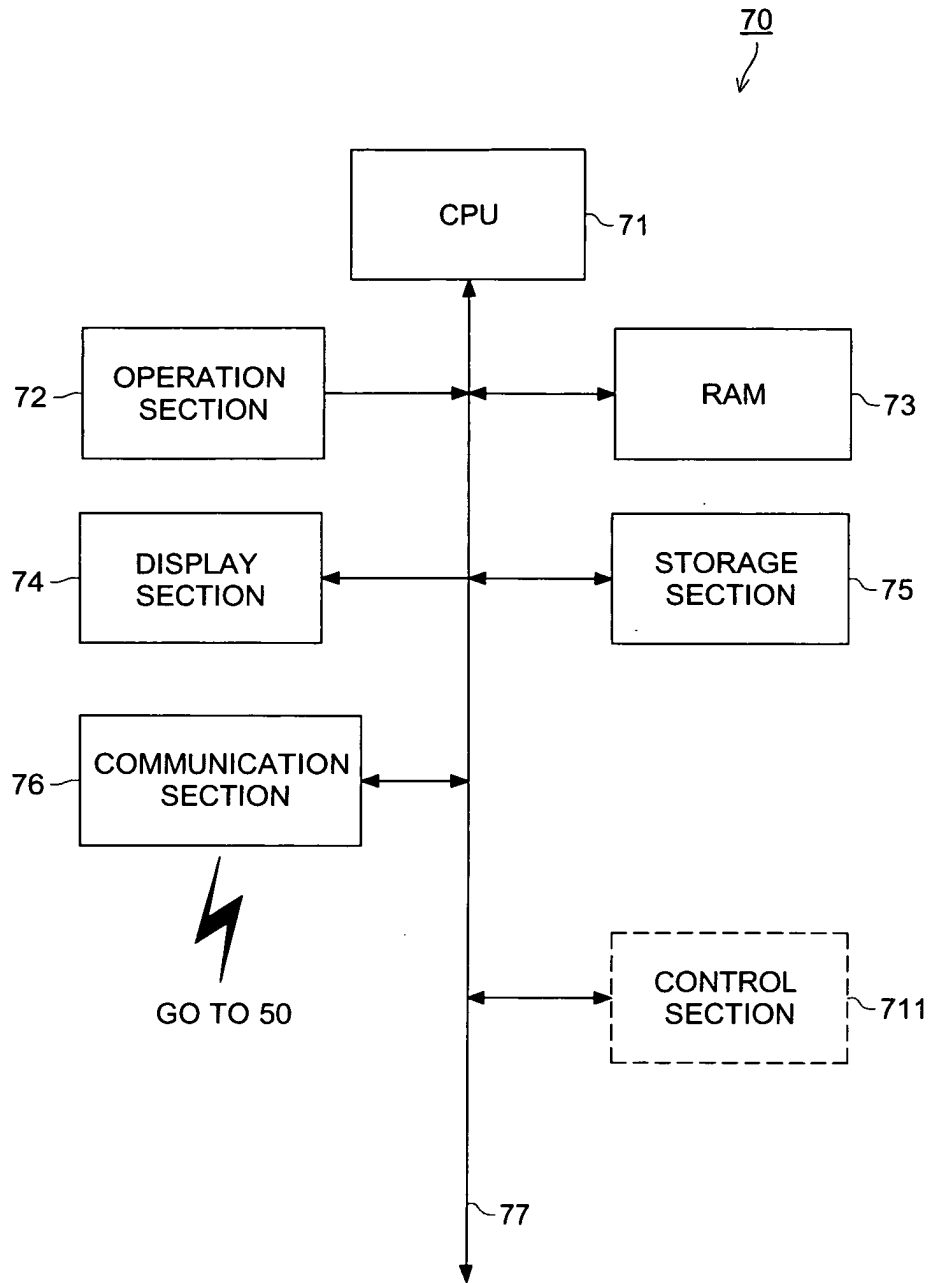 70
CPU
71
OPERATION
SECTION
72
RAM
73
DISPLAY
SECTION
74
STORAGE
SECTION
75
COMMUNICATION
SECTION
76
GO TO 50
CONTROL
SECTION
711
77